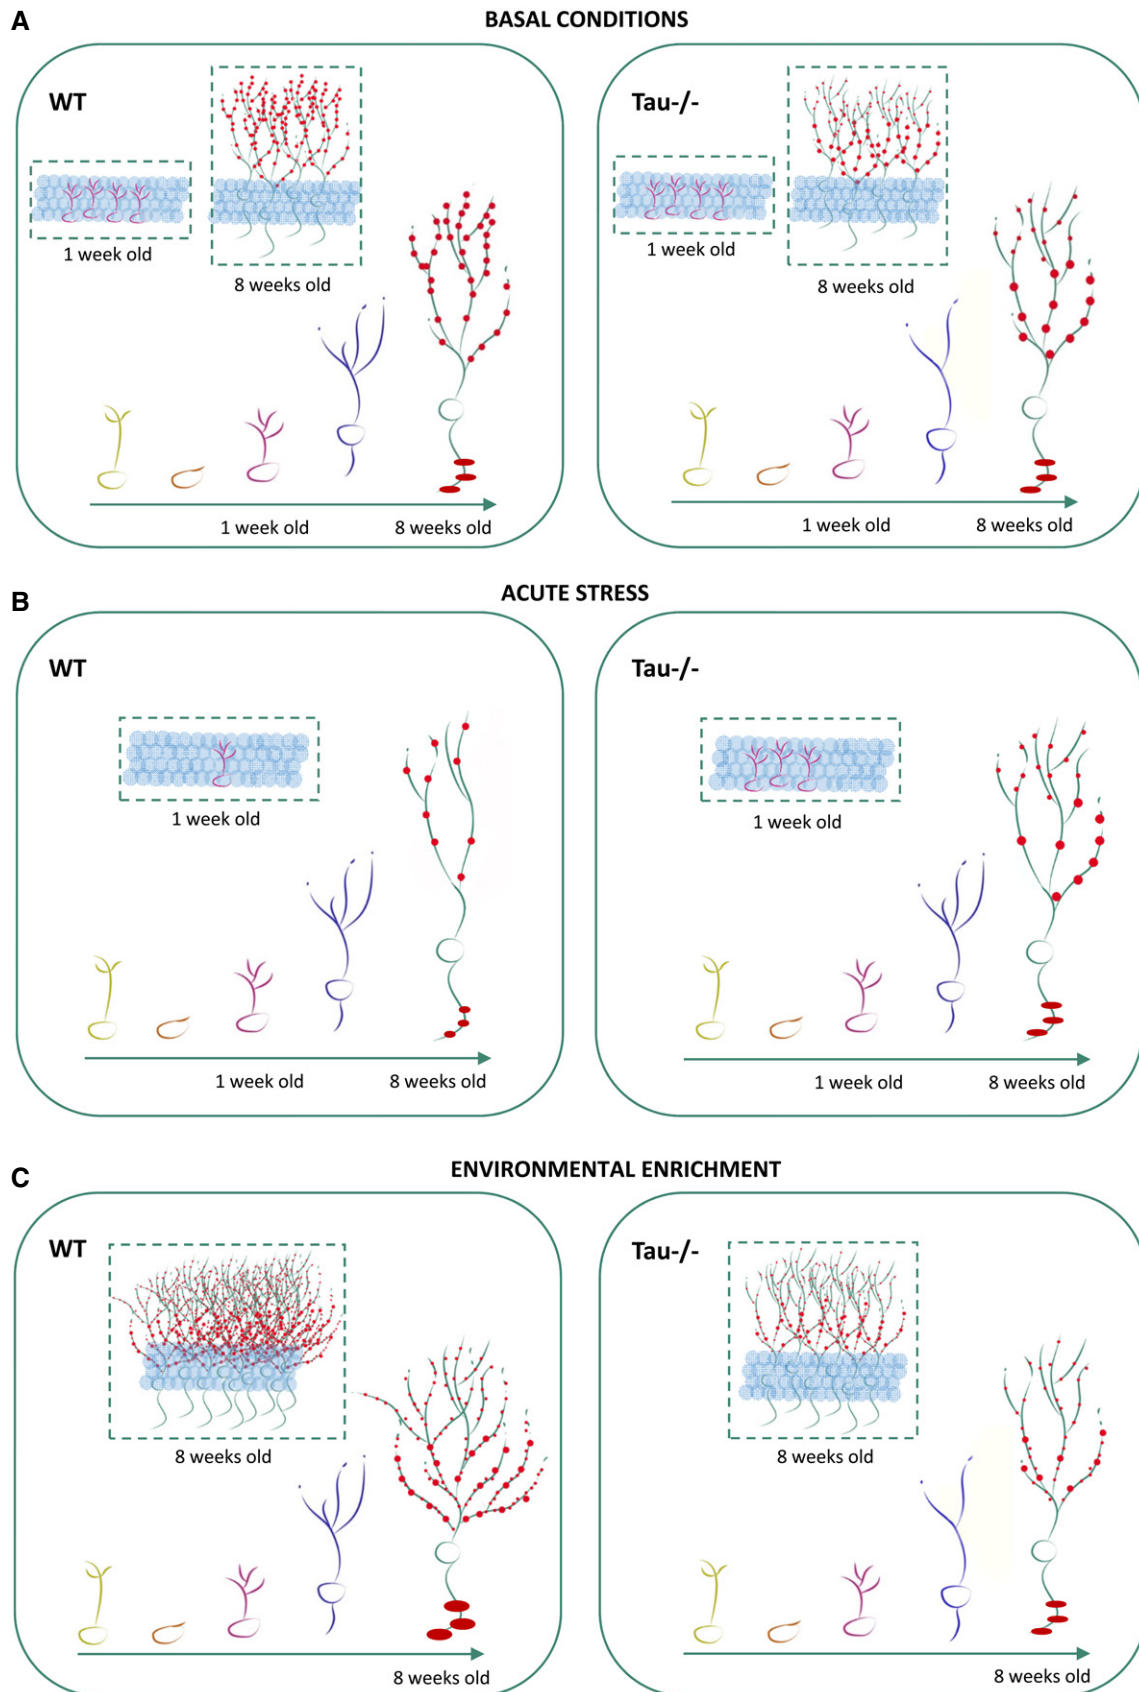 A
BASAL CONDITIONS
WT
1 week old
8 weeks old
1 week old
8 weeks old
Tau-/-
1 week old
8 weeks old
1 week old
8 weeks old
B
ACUTE STRESS
WT
1 week old
1 week old
8 weeks old
Tau-/-
1 week old
1 week old
8 weeks old
C
ENVIRONMENTAL ENRICHMENT
WT
8 weeks old
8 weeks old
Tau-/-
8 weeks old
8 weeks old